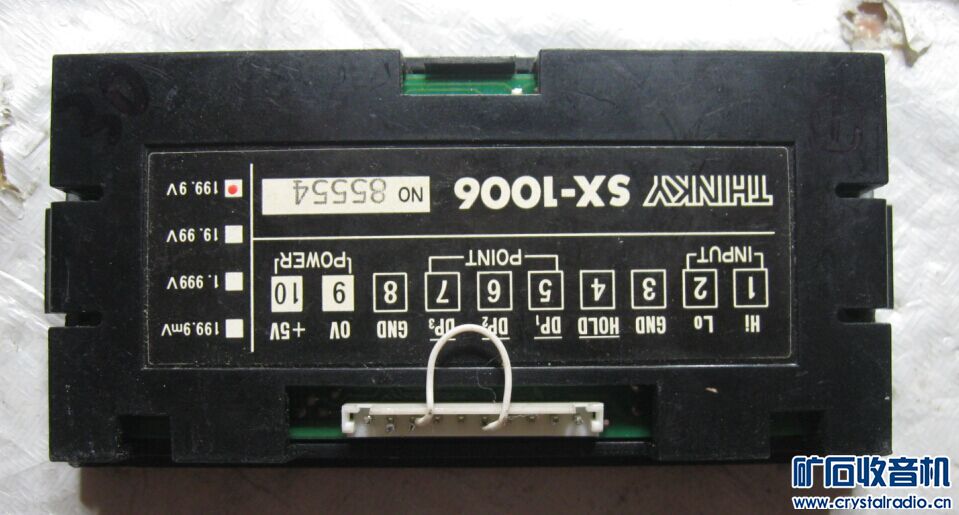 THINKY SX-1006 NO 85554
INPUT POINT POWER
1 2 3 4 5 6 7 8 9 10
Hi Lo GND HOLD DP₁ DP₂ DP₃ GND 0V +5V
199.9mV
1.999V
19.99V
199.9V
矿石收音机
www.crystalradio.cn